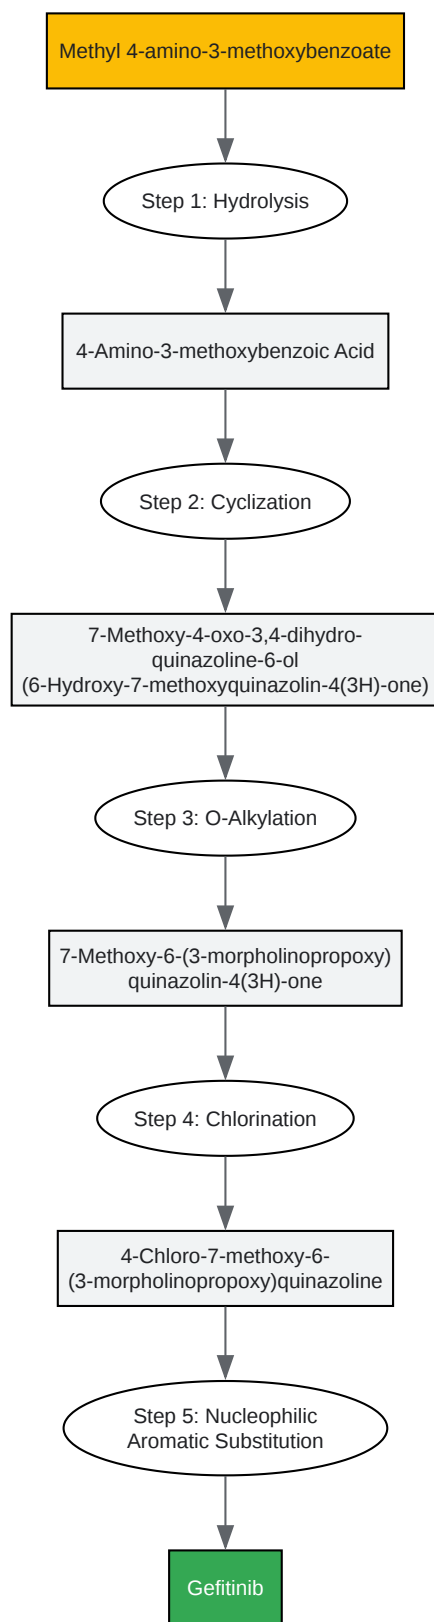 Methyl 4-amino-3-methoxybenzoate
Step 1: Hydrolysis
4-Amino-3-methoxybenzoic Acid
Step 2: Cyclization
7-Methoxy-4-oxo-3,4-dihydro-
quinazoline-6-ol
(6-Hydroxy-7-methoxyquinazolin-4(3H)-one)
Step 3: O-Alkylation
7-Methoxy-6-(3-morpholinopropoxy)
quinazolin-4(3H)-one
Step 4: Chlorination
4-Chloro-7-methoxy-6-
(3-morpholinopropoxy)quinazoline
Step 5: Nucleophilic
Aromatic Substitution
Gefitinib